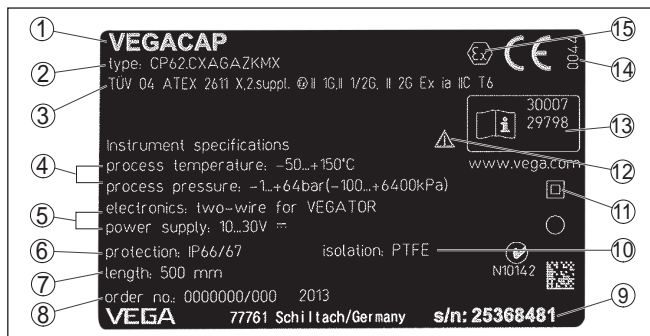 ① VEGACAP
② type: CP62.CXAGAZKMX
③ TÜV 04 ATEX 2611 X,2.suppl. II 1G,II 1/2G, II 2G Ex ia IIC T6
⑮ Ex CE 0044 ⑭
30007
29798 ⑬
i
⑫
www.vega.com
Instrument specifications
④ process temperature: -50...+150°C
process pressure: -1...+64bar(-100...+6400kPa)
⑤ electronics: two-wire for VEGATOR
power supply: 10...30V
⑪
⑥ protection: IP66/67 isolation: PTFE ⑩
⑦ length: 500 mm
N10142
⑧ order no.: 0000000/000 2013
VEGA 77761 Schiltach/Germany s/n: 25368481 ⑨